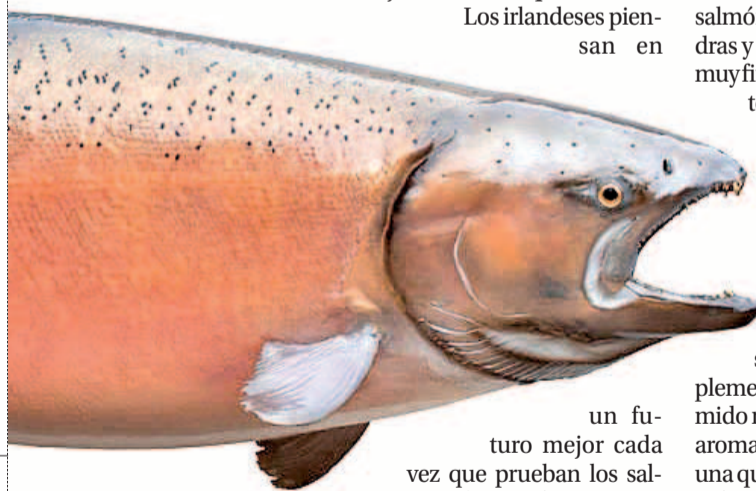 Los irlandeses pien-
san en
un fu-
turo mejor cada
vez que prueban los sal-
salmó
dras y
muy fi
t
pleme
mido
aroma
una qu